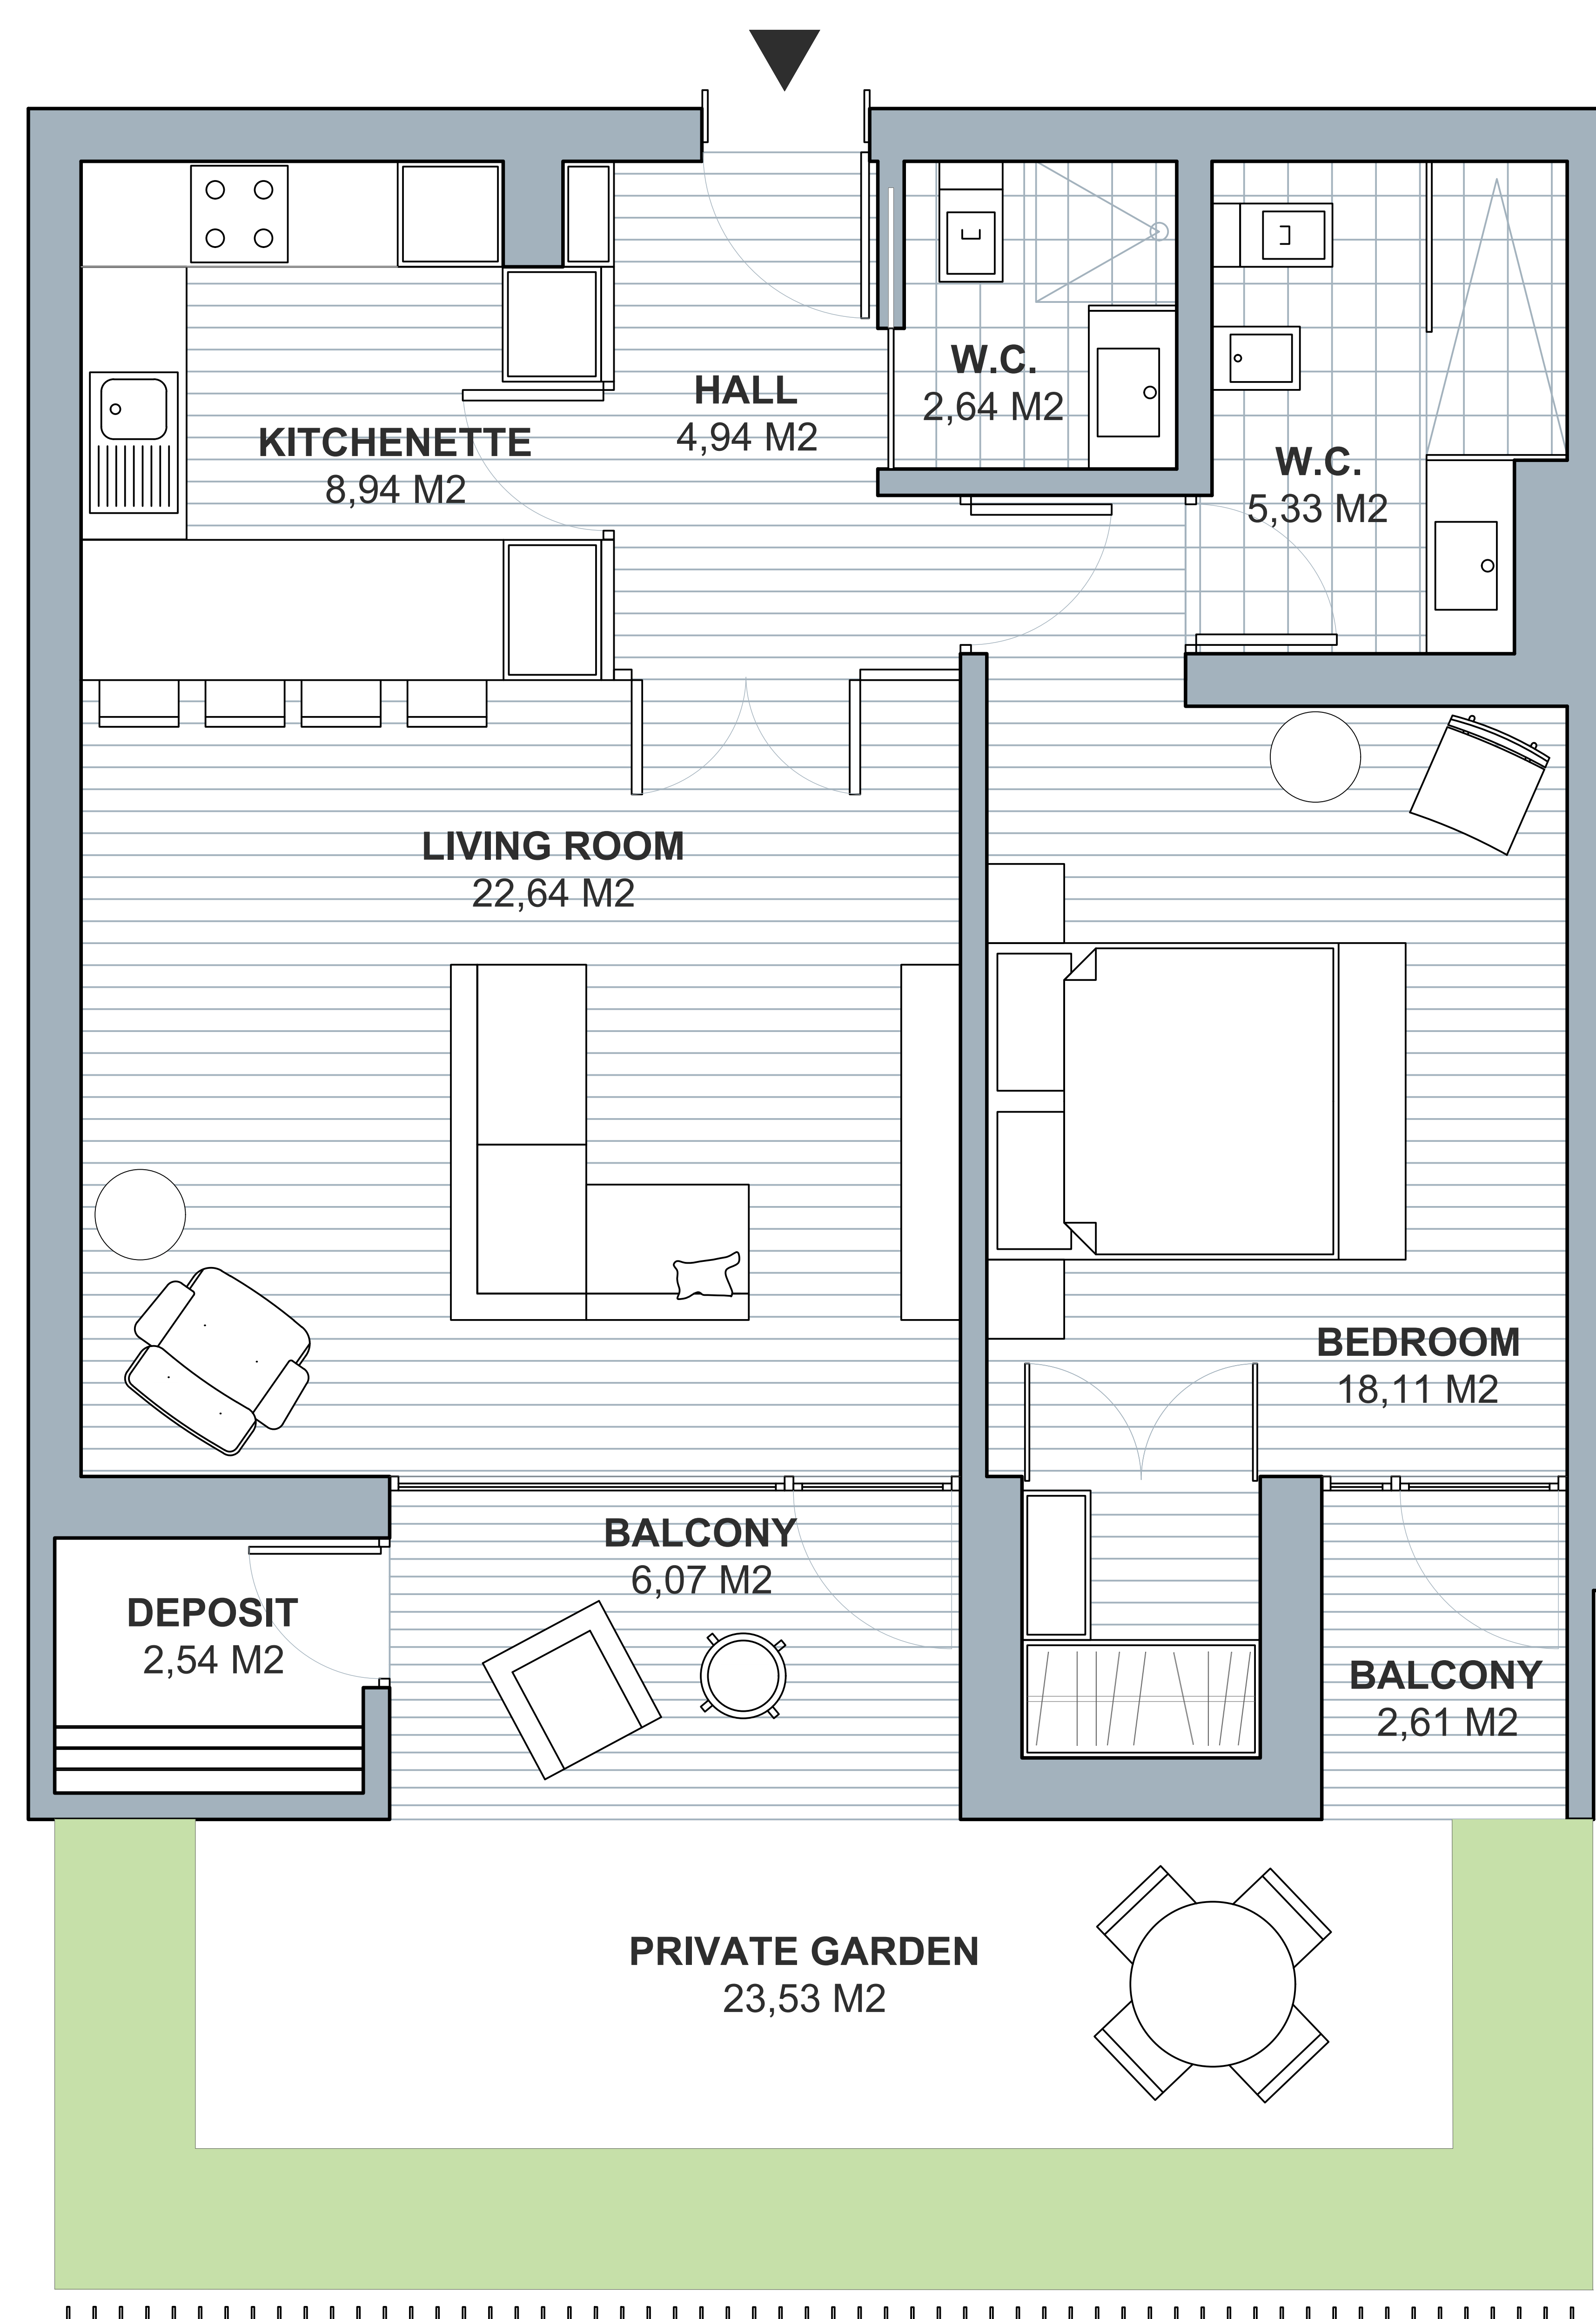 W.C.
2,64 M2
HALL
4,94 M2
KITCHENETTE
8,94 M2
W.C.
5,33 M2
LIVING ROOM
22,64 M2
BEDROOM
18,11 M2
BALCONY
6,07 M2
DEPOSIT
2,54 M2
BALCONY
2,61 M2
PRIVATE GARDEN
23,53 M2